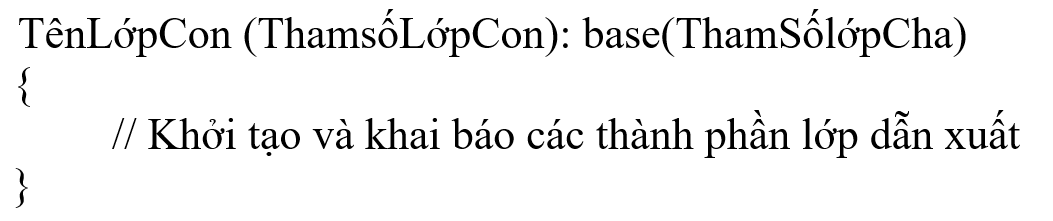 TênLớpCon (ThamsốLớpCon): base(ThamSốlớpCha)
{
// Khởi tạo và khai báo các thành phần lớp dẫn xuất
}